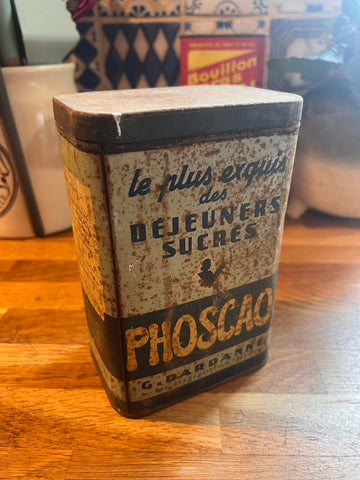 Bouillon
le plus exquis
des
DEJEUNERS
SUCRÉS
PHOSCAO
G. DARDANNE